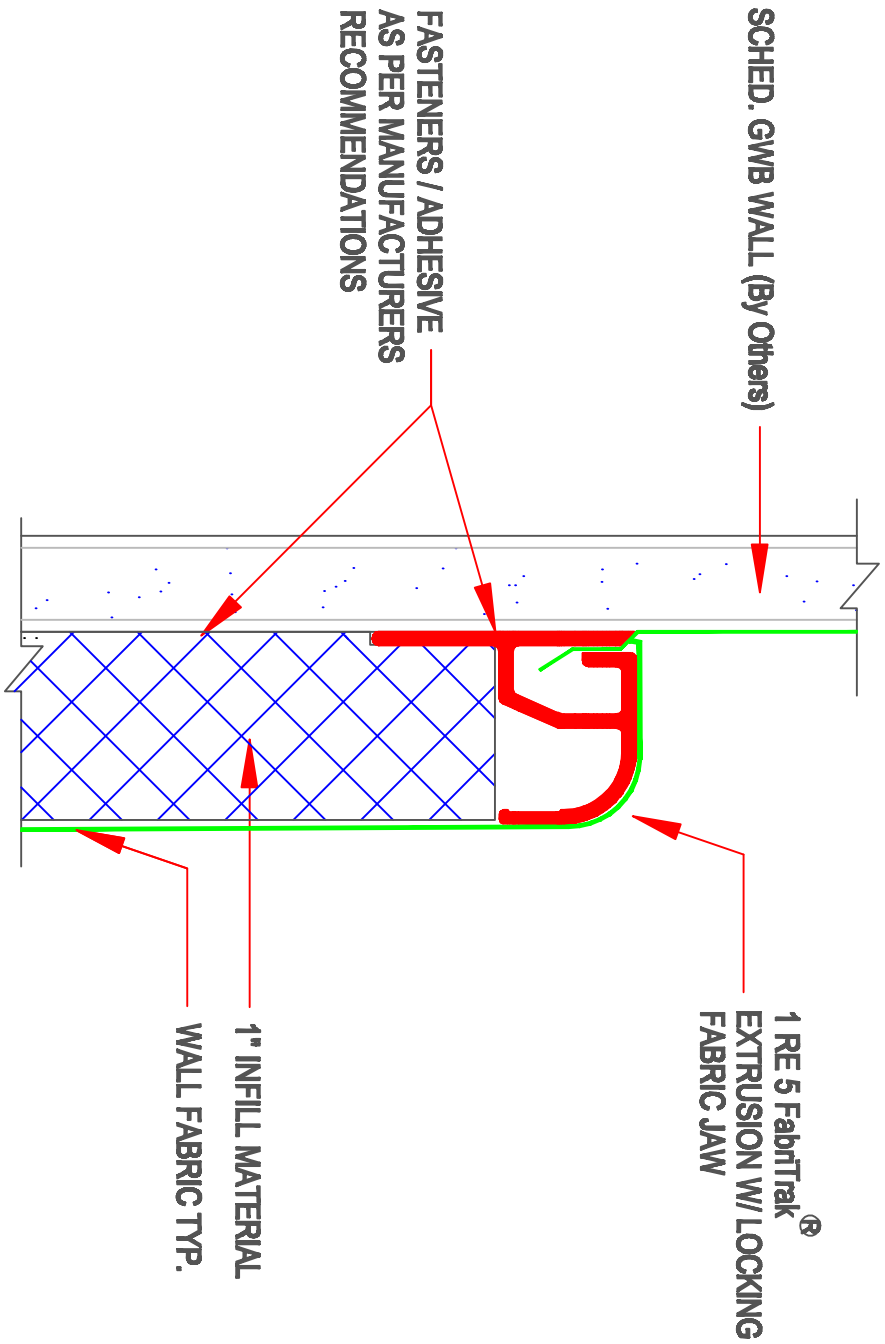 SCHED. GWB WALL (By Others)
FASTENERS / ADHESIVE
AS PER MANUFACTURERS
RECOMMENDATIONS
1 RE 5 FabriTrak ®
EXTRUSION W/ LOCKING
FABRIC JAW
1" INFILL MATERIAL
WALL FABRIC TYP.